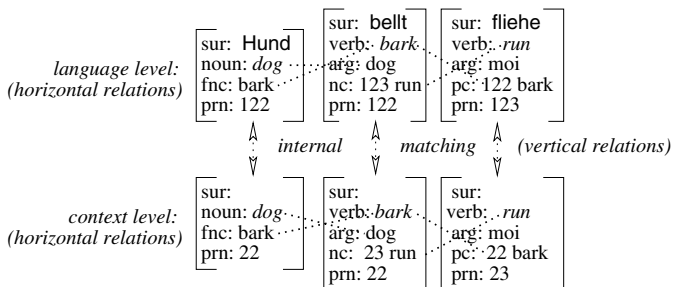 sur: Hund
noun: dog
fnc: bark
prn: 122
sur: bellt
verb: bark
arg: dog
nc: 123 run
prn: 122
sur: fliehe
verb: run
arg: moi
pc: 122 bark
prn: 123
language level:
(horizontal relations)
internal matching (vertical relations)
context level:
(horizontal relations)
sur:
noun: dog
fnc: bark
prn: 22
sur:
verb: bark
arg: dog
nc: 23 run
prn: 22
sur:
verb: run
arg: moi
pc: 22 bark
prn: 23